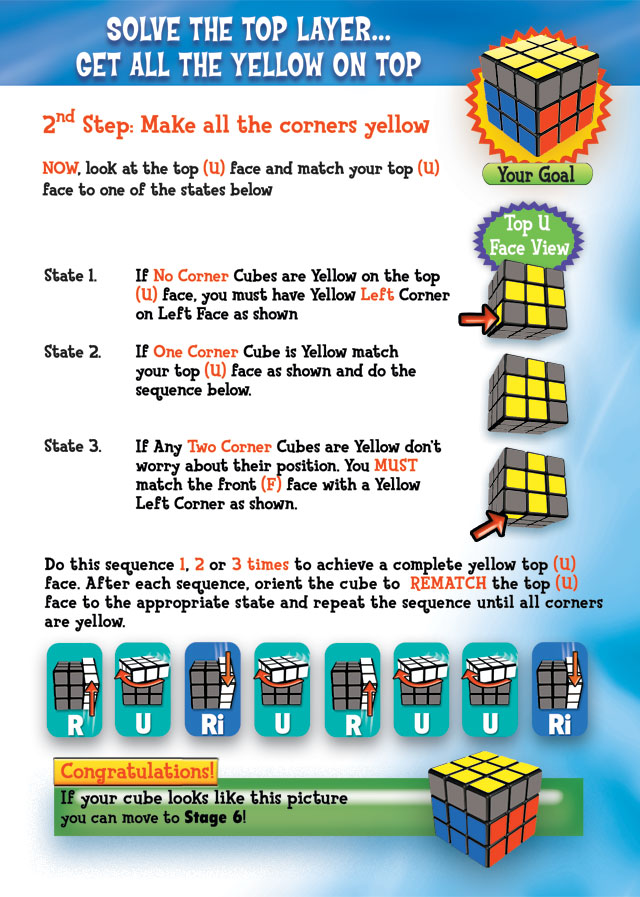 SOLVE THE TOP LAYER...
GET ALL THE YELLOW ON TOP
Your Goal
2nd Step: Make all the corners yellow
NOW, look at the top (U) face and match your top (U)
face to one of the states below
Top U
Face View
State 1.
If No Corner Cubes are Yellow on the top
(U) face, you must have Yellow Left Corner
on Left Face as shown
State 2.
If One Corner Cube is Yellow match
your top (U) face as shown and do the
sequence below.
State 3.
If Any Two Corner Cubes are Yellow don't
worry about their position. You MUST
match the front (F) face with a Yellow
Left Corner as shown.
Do this sequence 1, 2 or 3 times to achieve a complete yellow top (U)
face. After each sequence, orient the cube to REMATCH the top (U)
face to the appropriate state and repeat the sequence until all corners
are yellow.
R U Ri U R U U Ri
Congratulations!
If your cube looks like this picture
you can move to Stage 6!